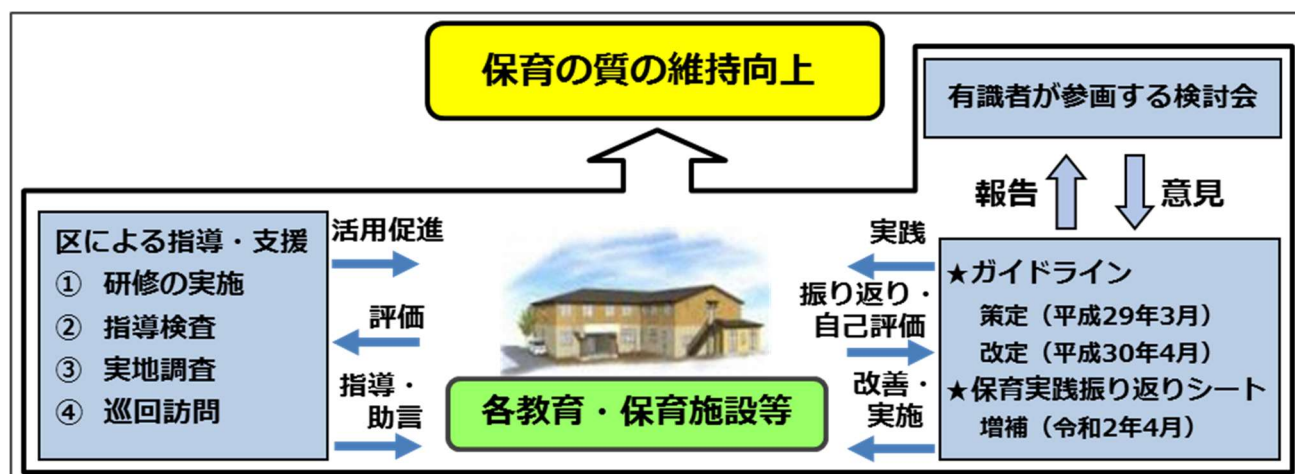 保育の質の維持向上
有識者が参画する検討会
報告
意見
区による指導・支援
① 研修の実施
② 指導検査
③ 実地調査
④ 巡回訪問
活用促進
評価
指導・
助言
各教育・保育施設等
実践
振り返り・
自己評価
改善・
実施
★ガイドライン
策定（平成29年3月）
改定（平成30年4月）
★保育実践振り返りシート
増補（令和2年4月）